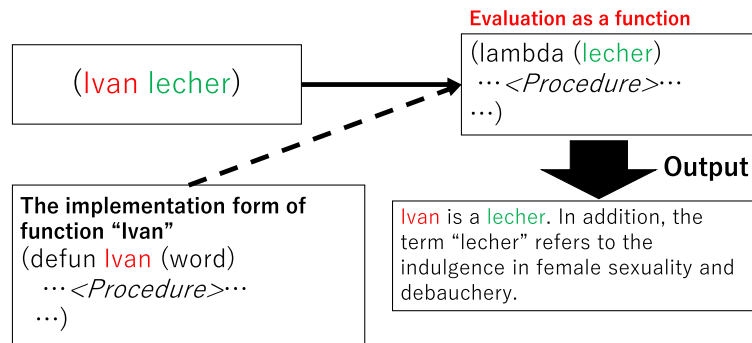 Evaluation as a function
(Ivan lecher)
(lambda (lecher)
…<Procedure>…
…)
Output
The implementation form of
function “Ivan”
(defun Ivan (word)
…<Procedure>…
…)
Ivan is a lecher. In addition, the
term “lecher” refers to the
indulgence in female sexuality and
debauchery.